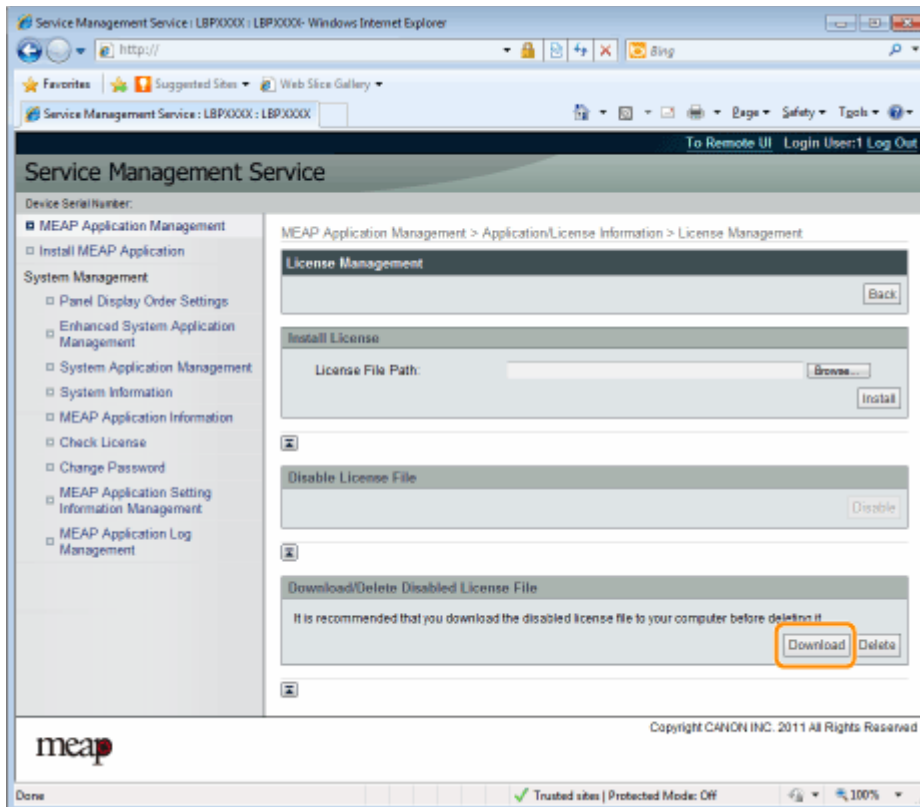 Service Management Service : LBPXXXX : LBPXXXX- Windows Internet Explorer
http://
Bing
Favorites Suggested Sites Web Slice Gallery
Service Management Service : LBPXXXX : LBPXXXX
Page Safety Tools
To Remote UI Login User:1 Log Out
Service Management Service
Device Serial Number:
MEAP Application Management
Install MEAP Application
System Management
Panel Display Order Settings
Enhanced System Application
Management
System Application Management
System Information
MEAP Application Information
Check License
Change Password
MEAP Application Setting
Information Management
MEAP Application Log
Management
MEAP Application Management > Application/License Information > License Management
License Management
Back
Install License
License File Path:
Browse...
Install
Disable License File
Disable
Download/Delete Disabled License File
It is recommended that you download the disabled license file to your computer before deleting it.
Download Delete
meap
Copyright CANON INC. 2011 All Rights Reserved
Done
Trusted sites | Protected Mode: Off
100%